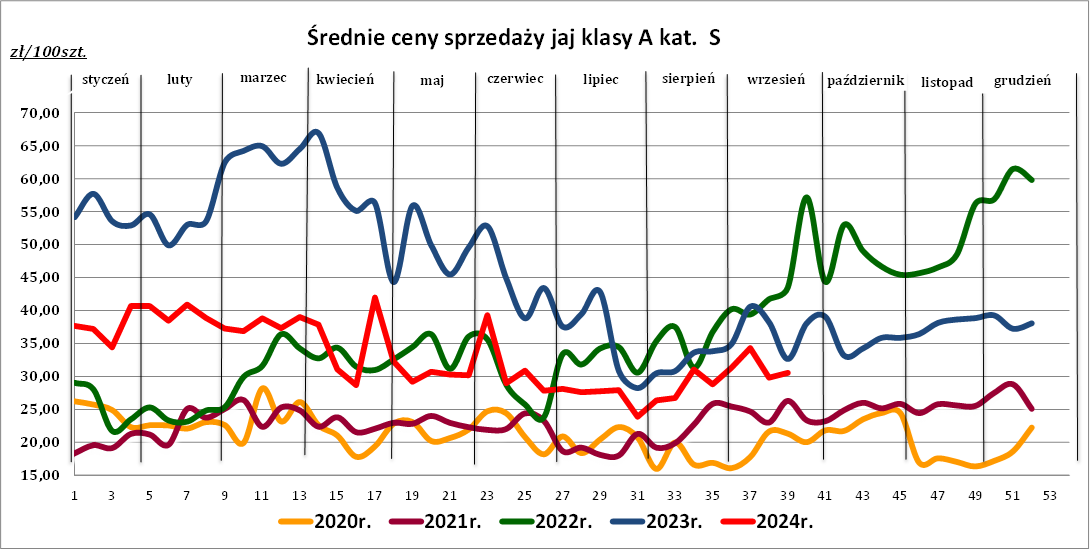 Średnie ceny sprzedaży jaj klasy A kat. S
zł/100szt.
styczeń luty marzec kwiecień maj czerwiec lipiec sierpień wrzesień październik listopad grudzień
70,00
65,00
60,00
55,00
50,00
45,00
40,00
35,00
30,00
25,00
20,00
15,00
1 3 5 7 9 11 13 15 17 19 21 23 25 27 29 31 33 35 37 39 41 43 45 47 49 51 53
2020r. 2021r. 2022r. 2023r. 2024r.